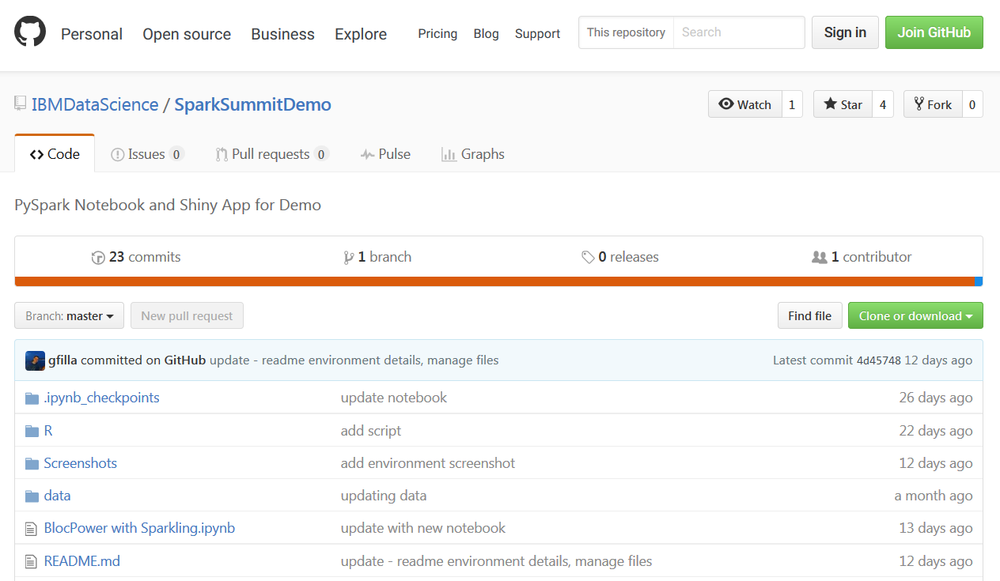 Personal Open source Business Explore Pricing Blog Support This repository Search Sign in Join GitHub
IBMDataScience / SparkSummitDemo Watch 1 Star 4 Fork 0
Code Issues 0 Pull requests 0 Pulse Graphs
PySpark Notebook and Shiny App for Demo
23 commits 1 branch 0 releases 1 contributor
Branch: master New pull request Find file Clone or download
gfilla committed on GitHub update - readme environment details, manage files Latest commit 4d45748 12 days ago
.ipynb_checkpoints update notebook 26 days ago
R add script 22 days ago
Screenshots add environment screenshot 12 days ago
data updating data a month ago
BlocPower with Sparkling.ipynb update with new notebook 13 days ago
README.md update - readme environment details, manage files 12 days ago